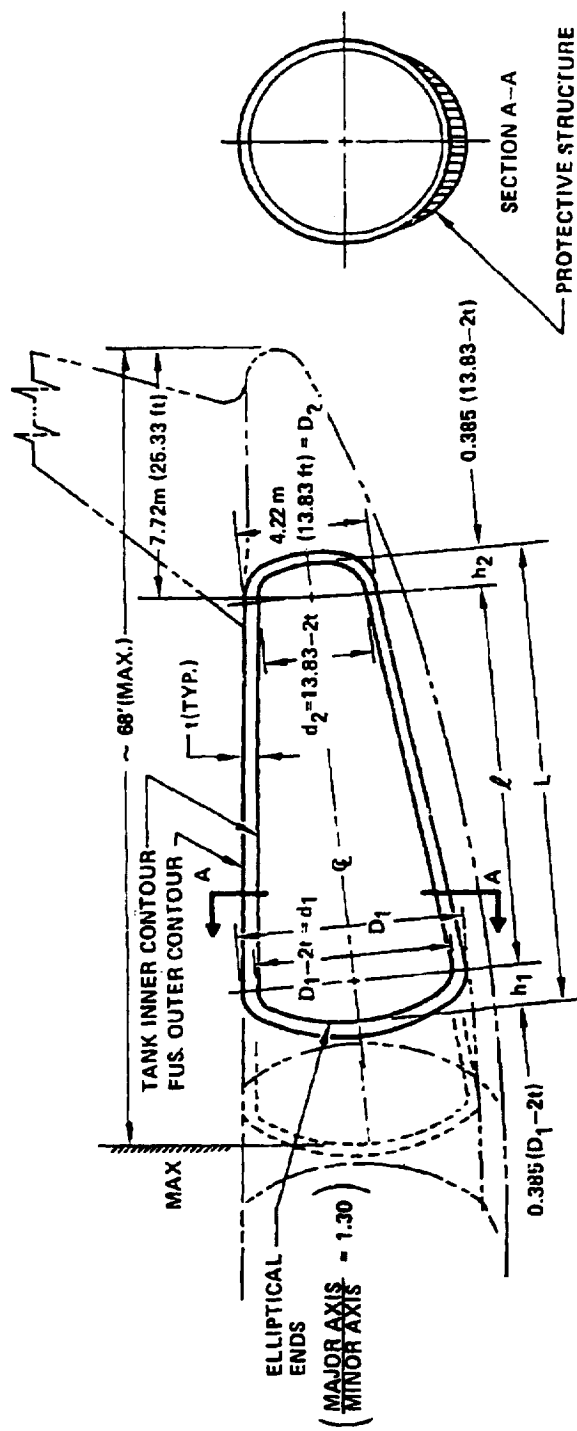 ~ 68' (MAX.)
7.72m (25.33 ft)
MAX
TANK INNER CONTOUR
FUS. OUTER CONTOUR
t (TYP.)
A
4.22 m
(13.83 ft) = D₂
d₂=13.83-2t
D₁-2t = d₁
D₁
℄
ELLIPTICAL
ENDS
(MAJOR AXIS
MINOR AXIS = 1.30)
A
h₁
ℓ
h₂
L
0.385 (D₁-2t)
0.385 (13.83-2t)
SECTION A-A
PROTECTIVE STRUCTURE